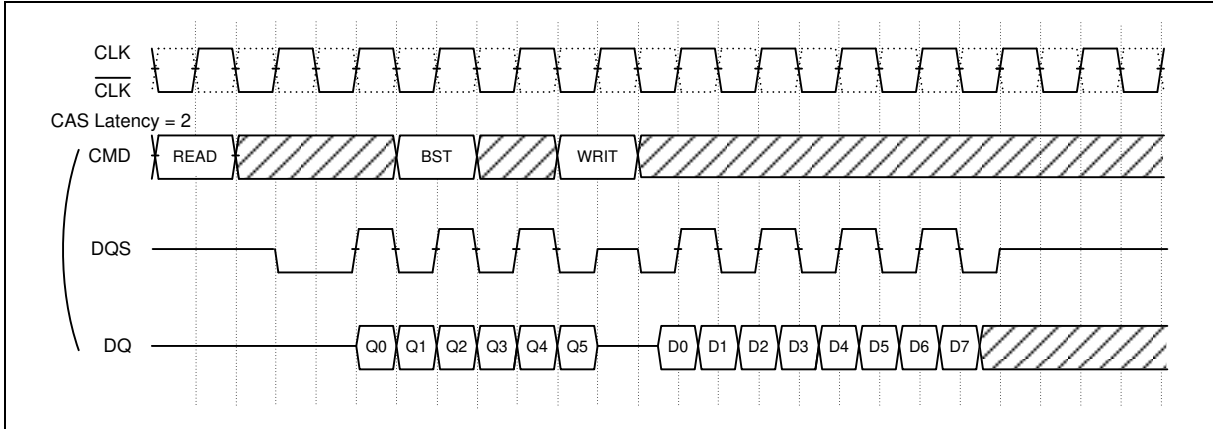 CLK
CLK
CAS Latency = 2
CMD READ BST WRIT
DQS
DQ Q0 Q1 Q2 Q3 Q4 Q5 D0 D1 D2 D3 D4 D5 D6 D7